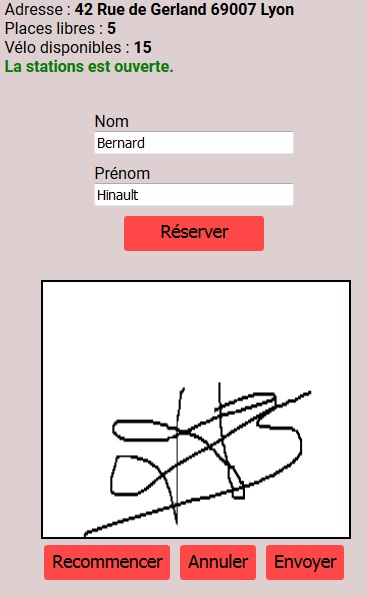 Adresse : 42 Rue de Gerland 69007 Lyon
Places libres : 5
Vélo disponibles : 15
La stations est ouverte.
Nom
Bernard
Prénom
Hinault
Réserver
Recommencer Annuler Envoyer